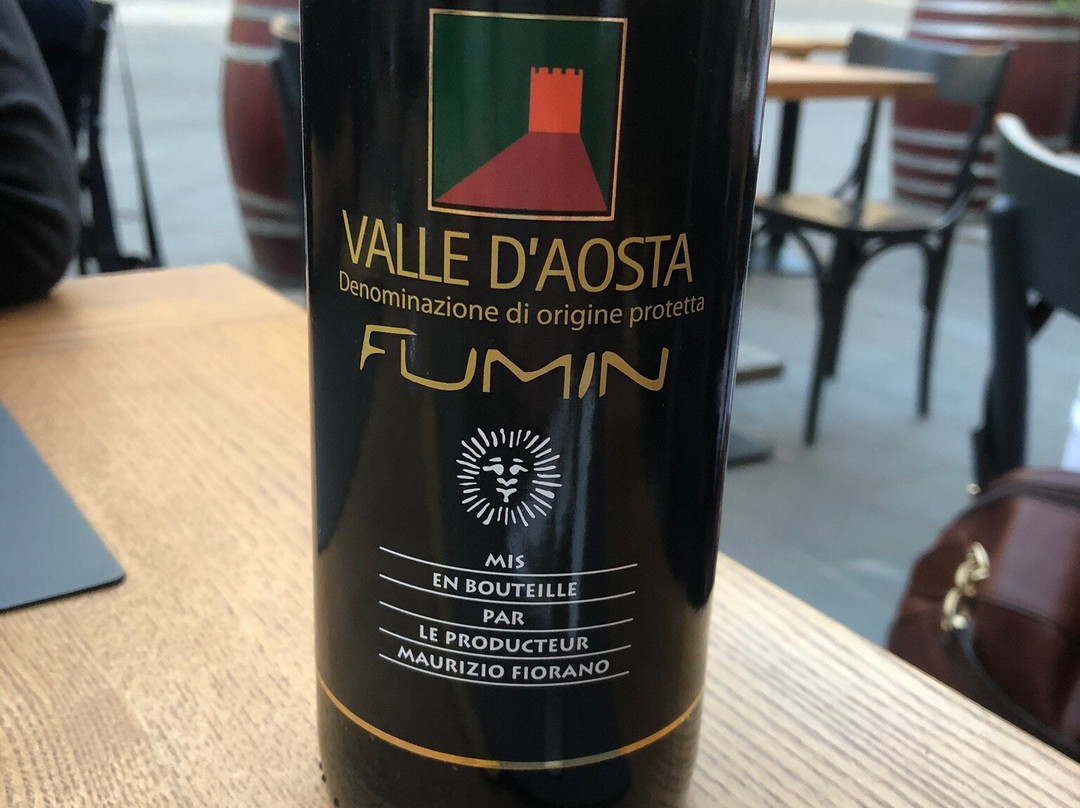 VALLE D'AOSTA
Denominazione di origine protetta
FUMIN
MIS
EN BOUTEILLE
PAR
LE PRODUCTEUR
MAURIZIO FIORANO